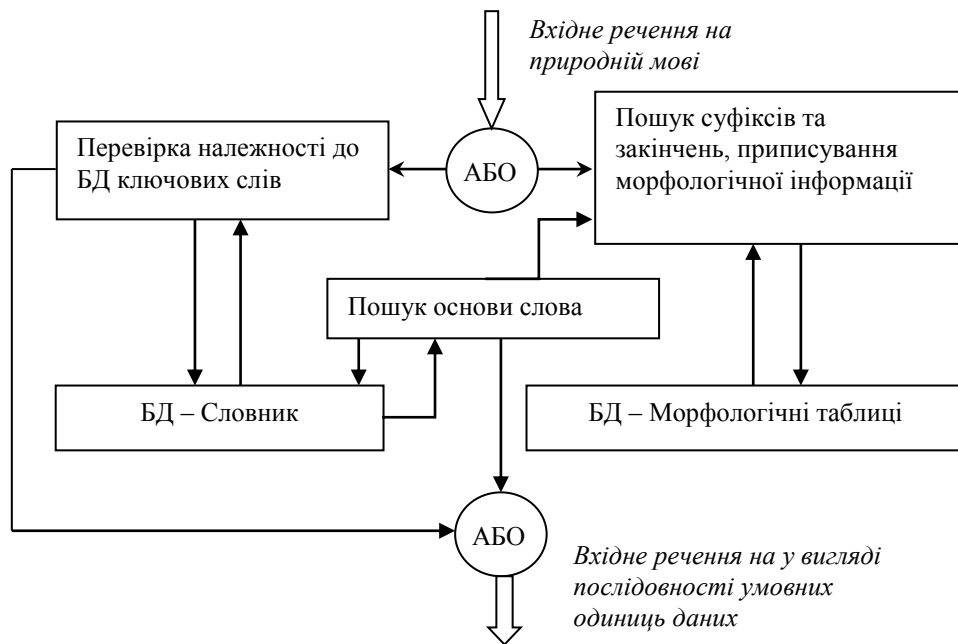 Вхідне речення на
природній мові
Перевірка належності до
БД ключових слів
АБО
Пошук суфіксів та
закінчень, приписування
морфологічної інформації
Пошук основи слова
БД – Словник
БД – Морфологічні таблиці
АБО
Вхідне речення на у вигляді
послідовності умовних
одиниць даних